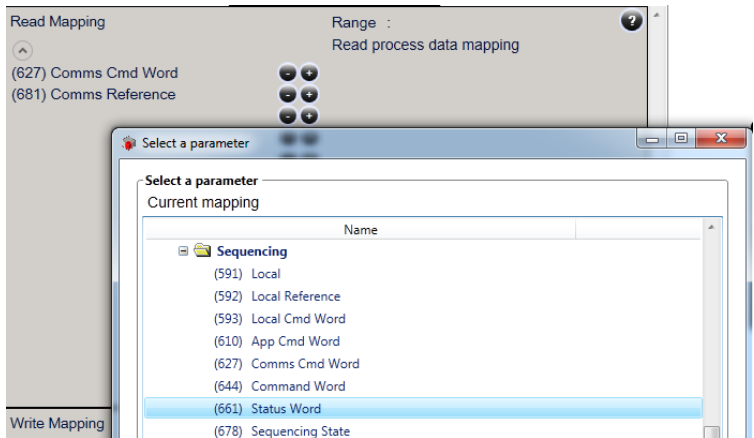 Read Mapping
Range :
Read process data mapping
(627) Comms Cmd Word
(681) Comms Reference
Select a parameter
Select a parameter
Current mapping
Name
Sequencing
(591) Local
(592) Local Reference
(593) Local Cmd Word
(610) App Cmd Word
(627) Comms Cmd Word
(644) Command Word
(661) Status Word
(678) Sequencing State
Write Mapping